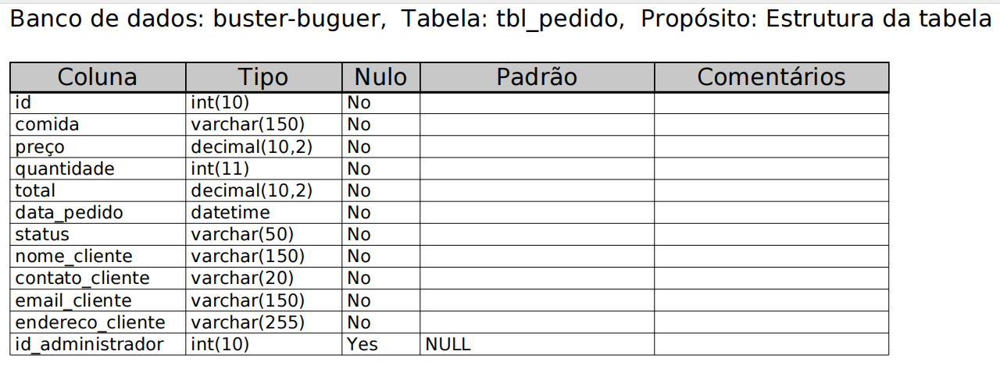 Banco de dados: buster-buguer, Tabela: tbl_pedido, Propósito: Estrutura da tabela
Coluna Tipo Nulo Padrão Comentários
id int(10) No
comida varchar(150) No
preço decimal(10,2) No
quantidade int(11) No
total decimal(10,2) No
data_pedido datetime No
status varchar(50) No
nome_cliente varchar(150) No
contato_cliente varchar(20) No
email_cliente varchar(150) No
endereco_cliente varchar(255) No
id_administrador int(10) Yes NULL